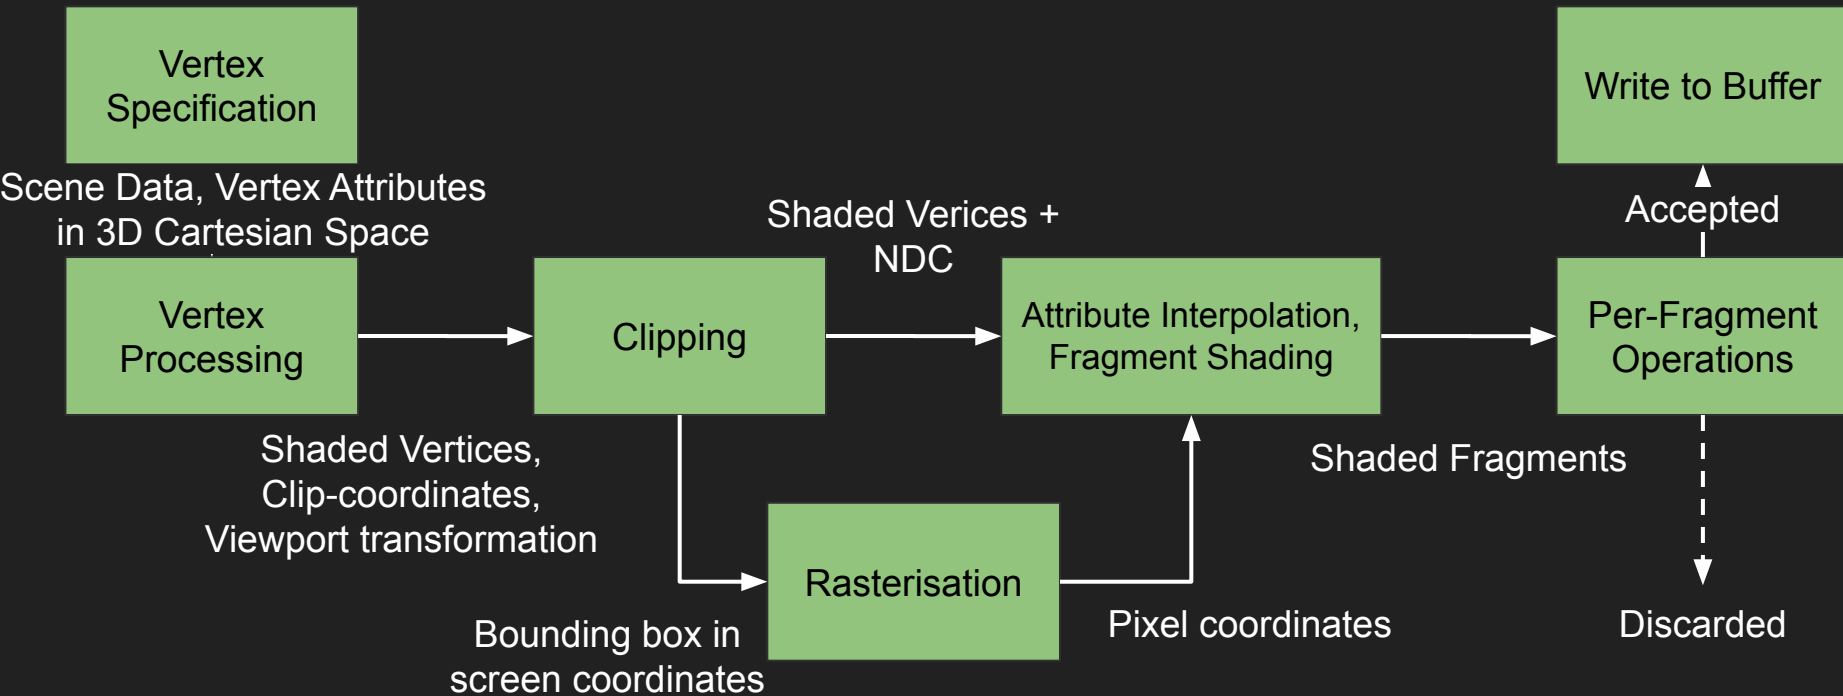 Vertex
Specification
Scene Data, Vertex Attributes
in 3D Cartesian Space
Vertex
Processing
Shaded Vertices,
Clip-coordinates,
Viewport transformation
Clipping
Shaded Verices +
NDC
Bounding box in
screen coordinates
Rasterisation
Pixel coordinates
Attribute Interpolation,
Fragment Shading
Shaded Fragments
Per-Fragment
Operations
Accepted
Write to Buffer
Discarded